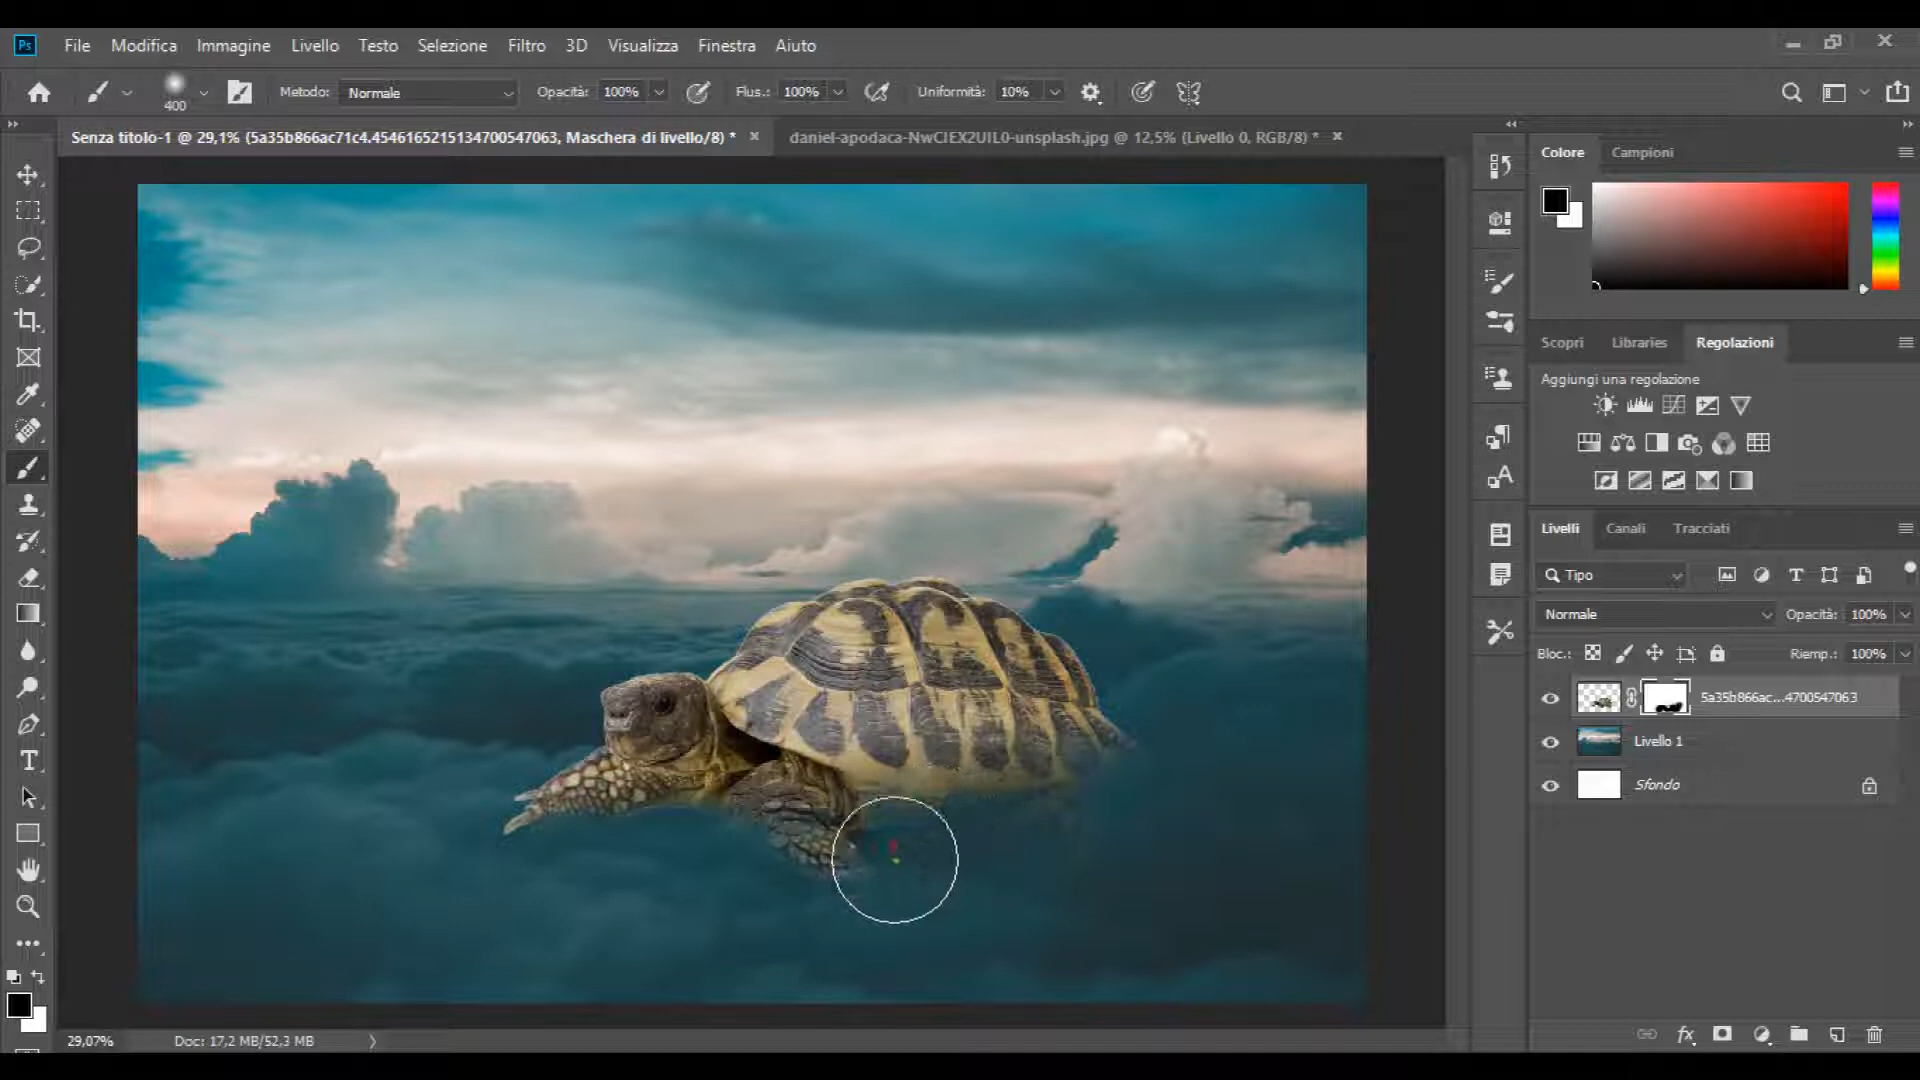 Ps File Modifica Immagine Livello Testo Selezione Filtro 3D Visualizza Finestra Aiuto
400 Metodo: Normale Opacità: 100% Flus.: 100% Uniformità: 10%
Senza titolo-1 @ 29,1% (5a35b866ac71c4.4546165215134700547063, Maschera di livello/8) * daniel-apodaca-NwCIEX2UIL0-unsplash.jpg @ 12,5% (Livello 0, RGB/8) *
Colore Campioni
Scopri Libraries Regolazioni
Aggiungi una regolazione
Livelli Canali Tracciati
Tipo
Normale Opacità: 100%
Bloc.: Riemp.: 100%
5a35b866ac...4700547063
Livello 1
Sfondo
29,07% Doc: 17,2 MB/52,3 MB